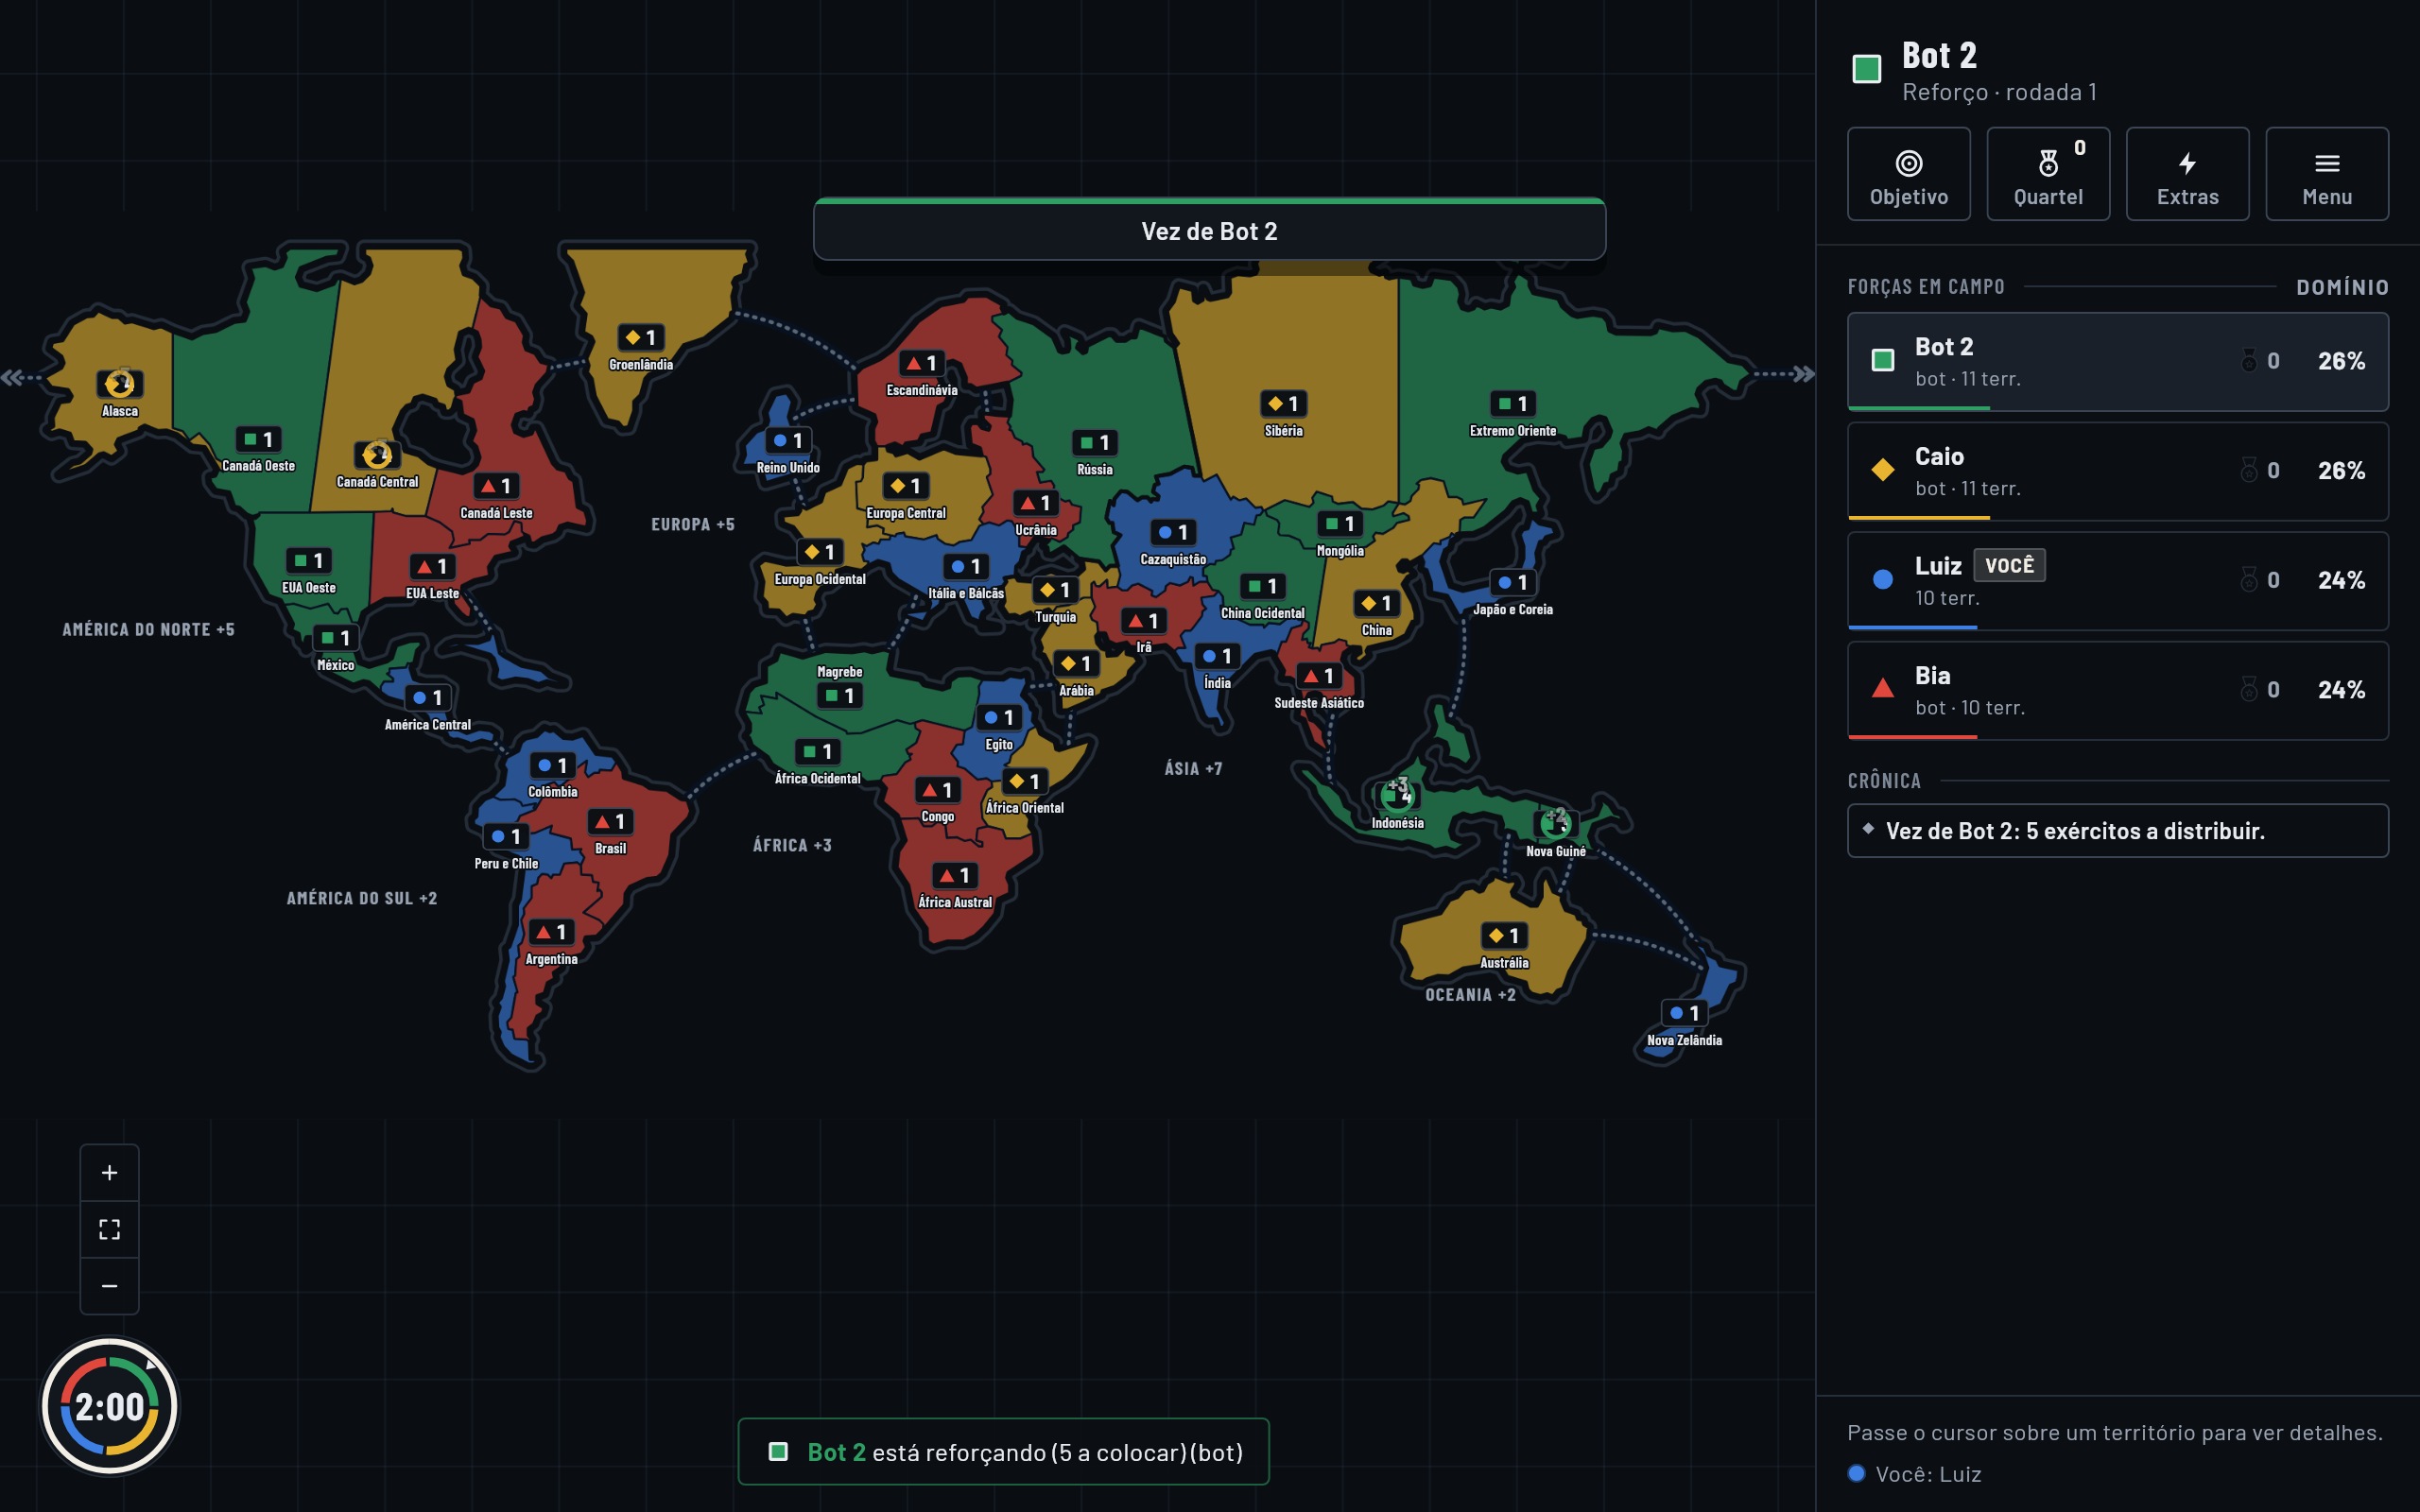 Bot 2
Reforço · rodada 1
Objetivo
0
Quartel
Extras
Menu
Vez de Bot 2
FORÇAS EM CAMPO
DOMÍNIO
Bot 2
bot · 11 terr.
0
26%
Caio
bot · 11 terr.
0
26%
Luiz VOCÊ
10 terr.
0
24%
Bia
bot · 10 terr.
0
24%
CRÔNICA
Vez de Bot 2: 5 exércitos a distribuir.
1
Groenlândia
Alasca
1
Canadá Oeste
Canadá Central
1
Canadá Leste
1
EUA Oeste
1
EUA Leste
AMÉRICA DO NORTE +5
1
México
1
América Central
1
Colômbia
1
Peru e Chile
1
Brasil
AMÉRICA DO SUL +2
1
Argentina
1
Escandinávia
1
Reino Unido
EUROPA +5
1
Europa Central
1
Ucrânia
1
Rússia
1
Europa Ocidental
1
Itália e Bálcãs
1
Sibéria
1
Extremo Oriente
1
Cazaquistão
1
Mongólia
1
China Ocidental
1
China
1
Japão e Coreia
1
Turquia
1
Irã
1
Arábia
1
Índia
1
Sudeste Asiático
ÁSIA +7
Magrebe
1
1
Egito
1
África Ocidental
1
África Oriental
1
Congo
ÁFRICA +3
1
África Austral
+3
4
Indonésia
+2
Nova Guiné
1
Austrália
OCEANIA +2
1
Nova Zelândia
+
−
2:00
Bot 2 está reforçando (5 a colocar) (bot)
Passe o cursor sobre um território para ver detalhes.
Você: Luiz